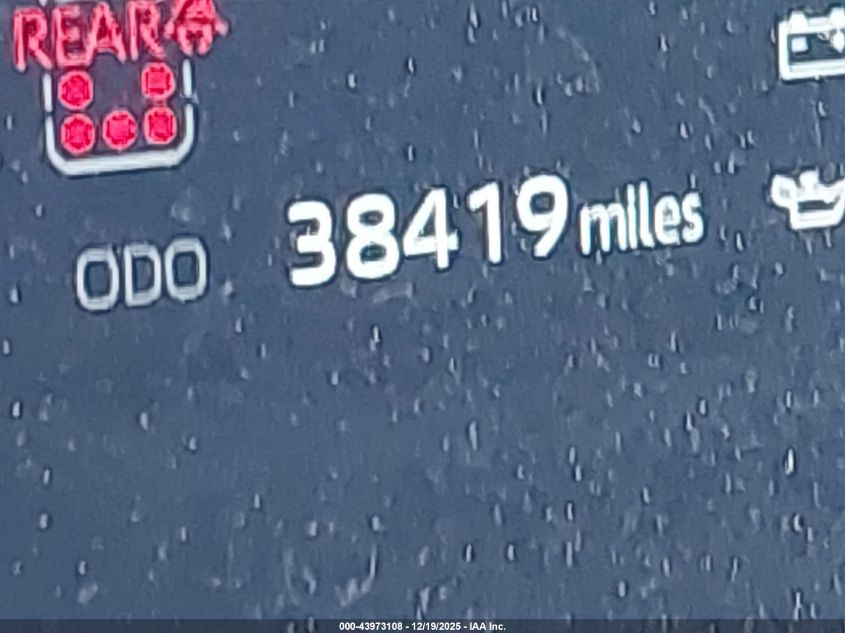 REAR
38419 miles
ODO
000-43973108 - 12/19/2025 - IAA Inc.